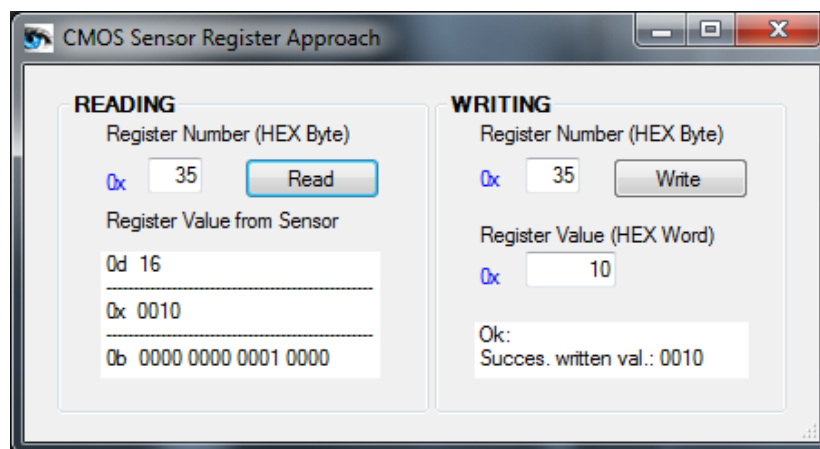 CMOS Sensor Register Approach
READING
Register Number (HEX Byte)
0x 35 Read
Register Value from Sensor
0d 16
0x 0010
0b 0000 0000 0001 0000
WRITING
Register Number (HEX Byte)
0x 35 Write
Register Value (HEX Word)
0x 10
Ok:
Succes. written val.: 0010